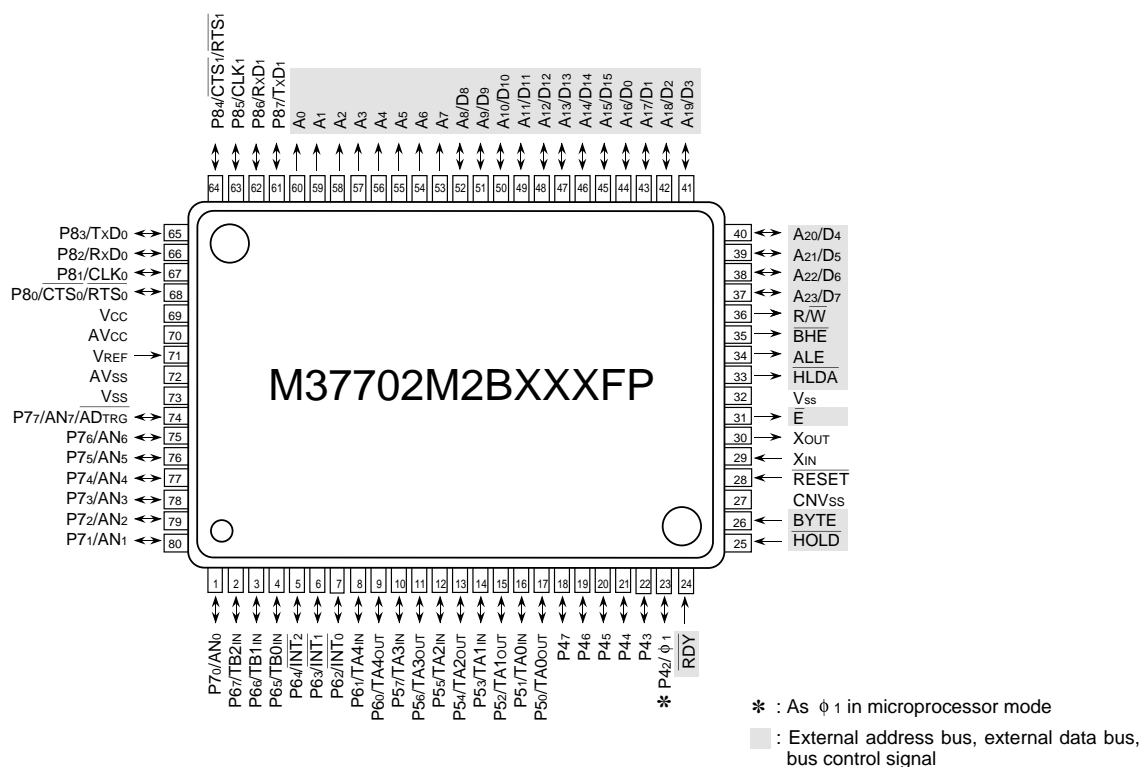 P84/CTS1/RTS1
P85/CLK1
P86/RxD1
P87/TxD1
A0
A1
A2
A3
A4
A5
A6
A7
A8/D8
A9/D9
A10/D10
A11/D11
A12/D12
A13/D13
A14/D14
A15/D15
A16/D0
A17/D1
A18/D2
A19/D3
64 63 62 61 60 59 58 57 56 55 54 53 52 51 50 49 48 47 46 45 44 43 42 41
P83/TxD0 65
P82/RxD0 66
P81/CLK0 67
P80/CTS0/RTS0 68
Vcc 69
AVcc 70
VREF 71
AVss 72
Vss 73
P77/AN7/ADTRG 74
P76/AN6 75
P75/AN5 76
P74/AN4 77
P73/AN3 78
P72/AN2 79
P71/AN1 80
M37702M2BXXXFP
40 A20/D4
39 A21/D5
38 A22/D6
37 A23/D7
36 R/W
35 BHE
34 ALE
33 HLDA
32 Vss
31 E
30 XOUT
29 XIN
28 RESET
27 CNVss
26 BYTE
25 HOLD
1 2 3 4 5 6 7 8 9 10 11 12 13 14 15 16 17 18 19 20 21 22 23 24
P70/AN0
P67/TB2IN
P66/TB1IN
P65/TB0IN
P64/INT2
P63/INT1
P62/INT0
P61/TA4IN
P60/TA4OUT
P57/TA3IN
P56/TA3OUT
P55/TA2IN
P54/TA2OUT
P53/TA1IN
P52/TA1OUT
P51/TA0IN
P50/TA0OUT
P47
P46
P45
P44
P43
✱ P42/ϕ1
RDY
✱ : As ϕ 1 in microprocessor mode
: External address bus, external data bus,
bus control signal